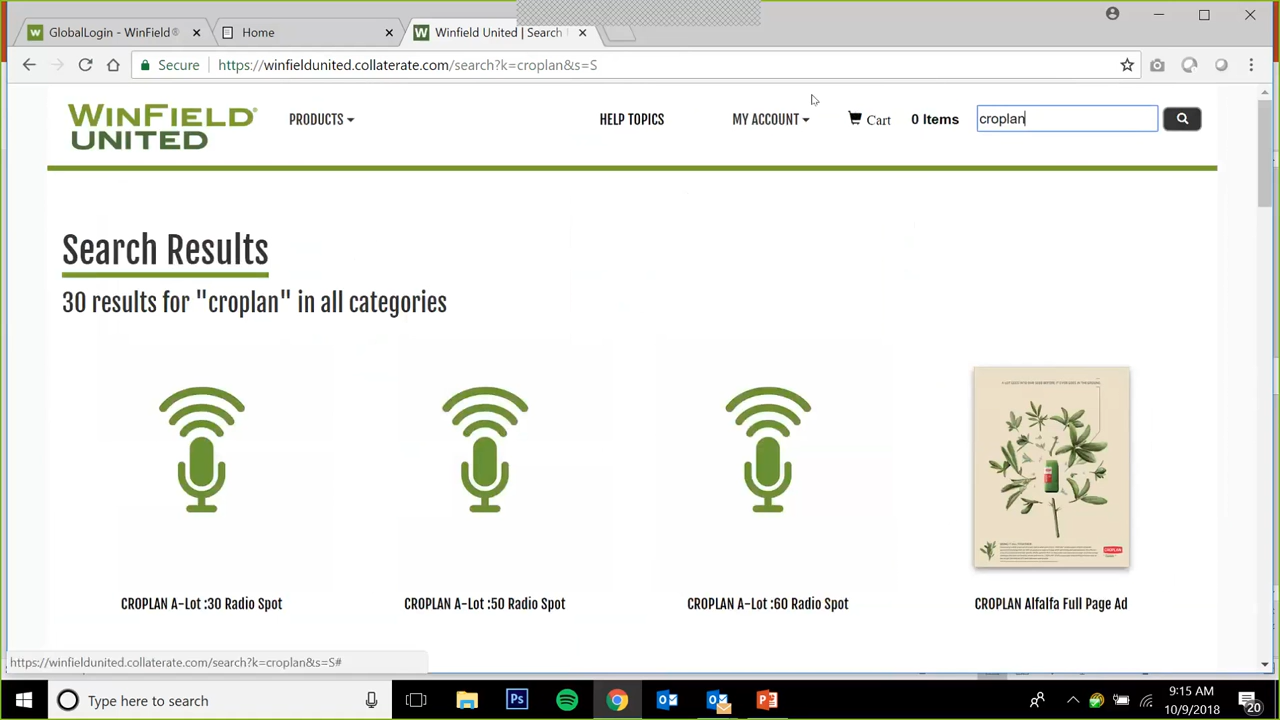 GlobalLogin - WinField®
Home
Winfield United | Search
Secure
https://winfieldunited.collaterate.com/search?k=croplan&s=S
WINFIELD®
UNITED
PRODUCTS
HELP TOPICS
MY ACCOUNT
Cart
0 Items
croplan
Search Results
30 results for "croplan" in all categories
CROPLAN
CROPLAN A-Lot :30 Radio Spot
CROPLAN A-Lot :50 Radio Spot
CROPLAN A-Lot :60 Radio Spot
CROPLAN Alfalfa Full Page Ad
https://winfieldunited.collaterate.com/search?k=croplan&s=S#
Type here to search
Ps
9:15 AM
10/9/2018
20